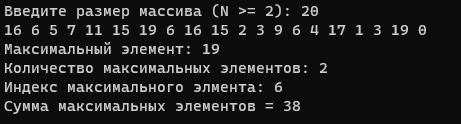 Введите размер массива (N >= 2): 20
16 6 5 7 11 15 19 6 16 15 2 3 9 6 4 17 1 3 19 0
Максимальный элемент: 19
Количество максимальных элементов: 2
Индекс максимального элмента: 6
Сумма максимальных элементов = 38